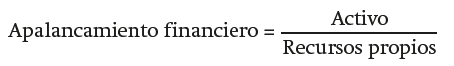 Apalancamiento financiero = Activo
Recursos propios